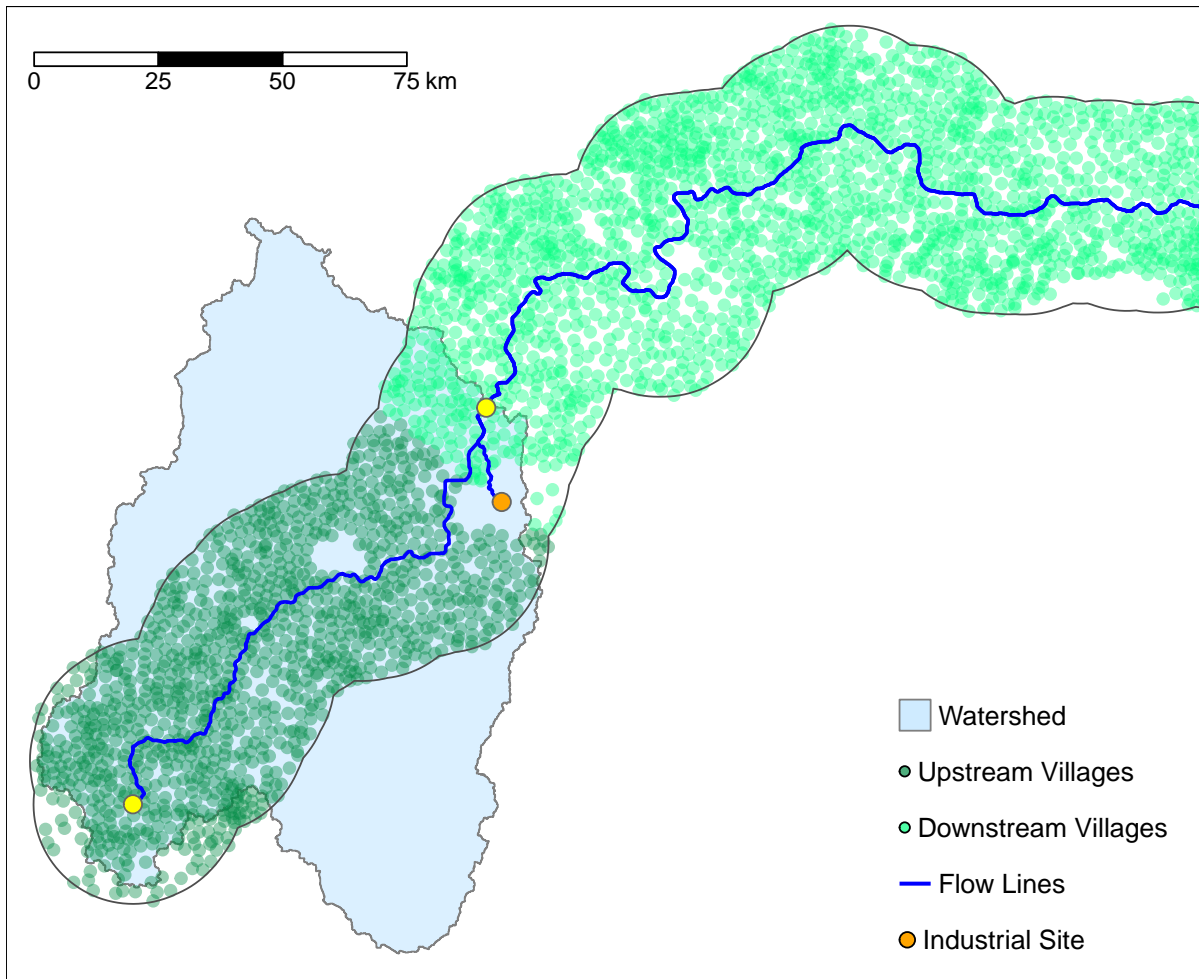 0 25 50 75 km
Watershed
Upstream Villages
Downstream Villages
Flow Lines
Industrial Site